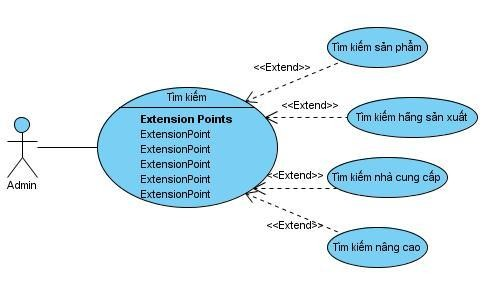 Tìm kiếm sản phẩm
<<Extend>>
Tìm kiếm
<<Extend>>
Extension Points
Tìm kiếm hãng sản xuất
ExtensionPoint
ExtensionPoint
ExtensionPoint
ExtensionPoint
ExtensionPoint
Admin
<<Extend>>
Tìm kiếm nhà cung cấp
<<Extend>>
Tìm kiếm nâng cao